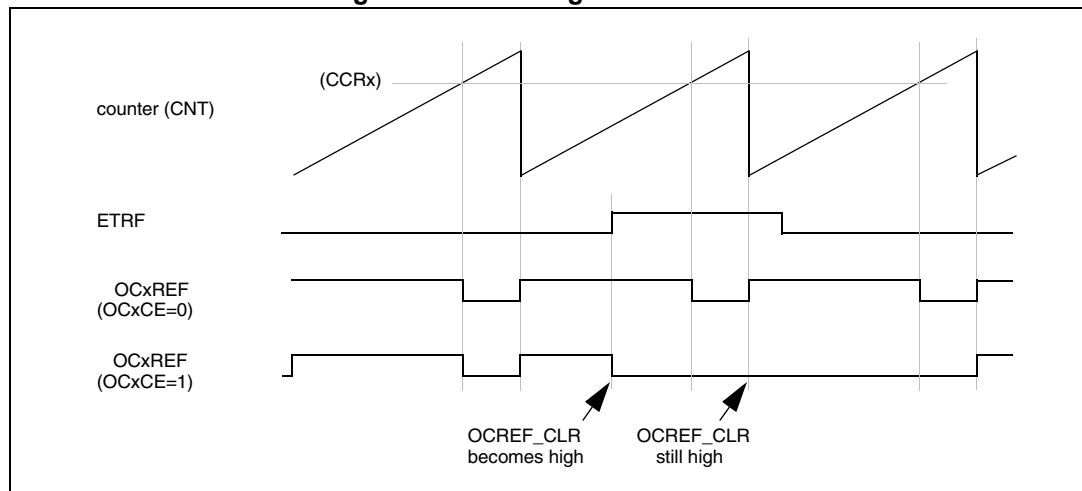 (CCRx)
counter (CNT)
ETRF
OCxREF
(OCxCE=0)
OCxREF
(OCxCE=1)
OCREF_CLR
becomes high
OCREF_CLR
still high